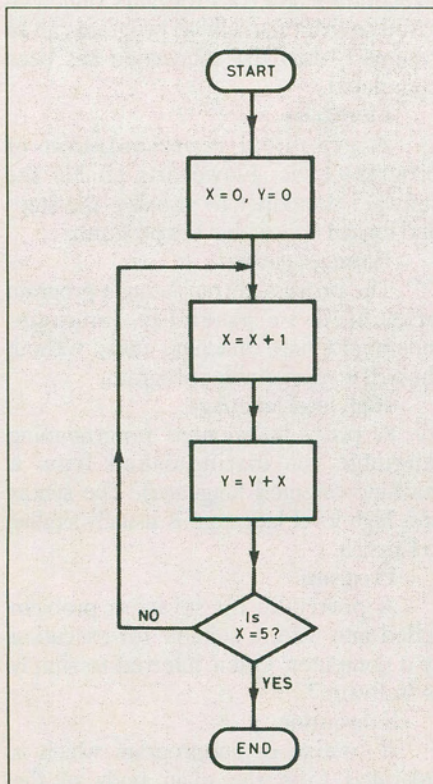 START
X=0, Y=0
X=X+1
Y=Y+X
Is
X=5?
NO
YES
END